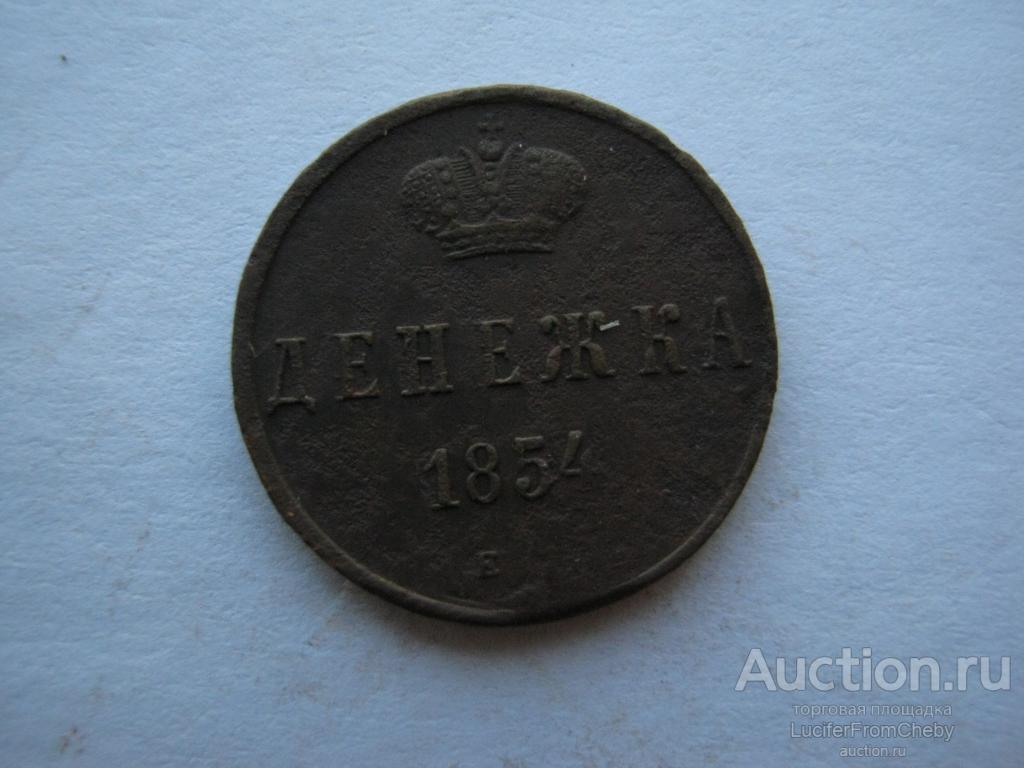 ДЕНЕЖКА
1854
Е
Auction.ru
торговая площадка
LuciferFromCheby
auction.ru